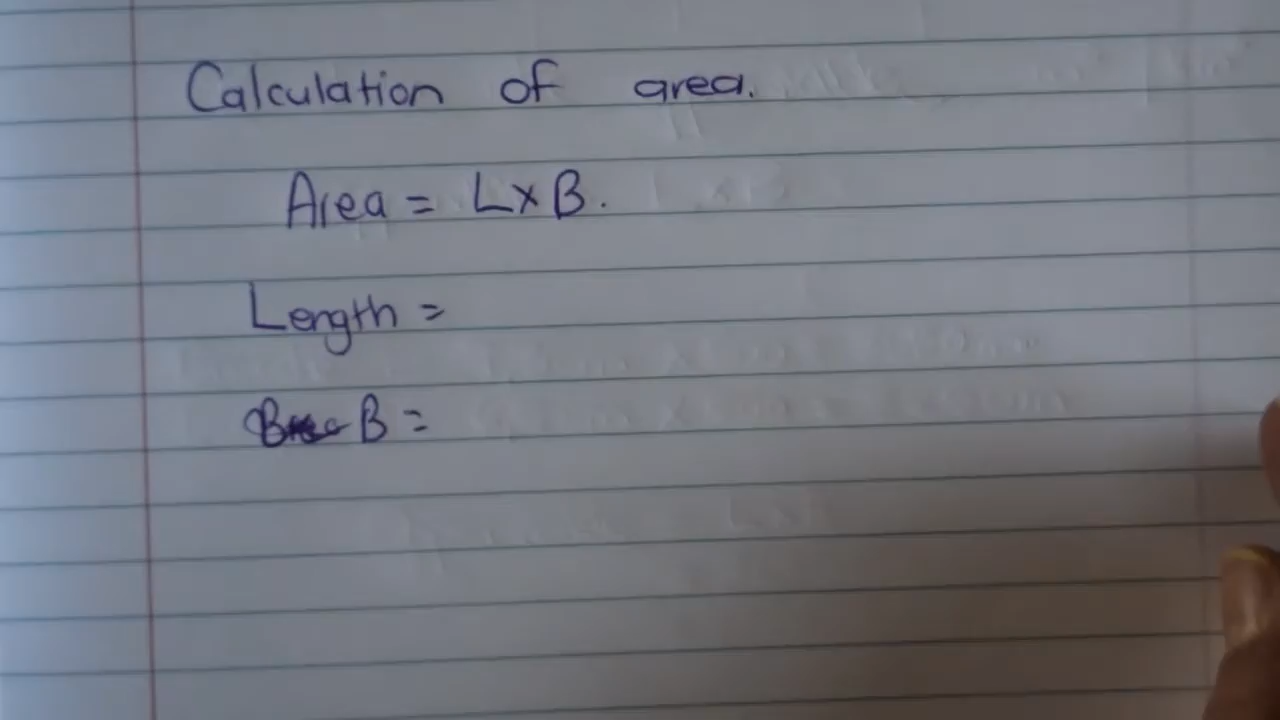 Calculation of area.
Area = L x B.
Length =
B =